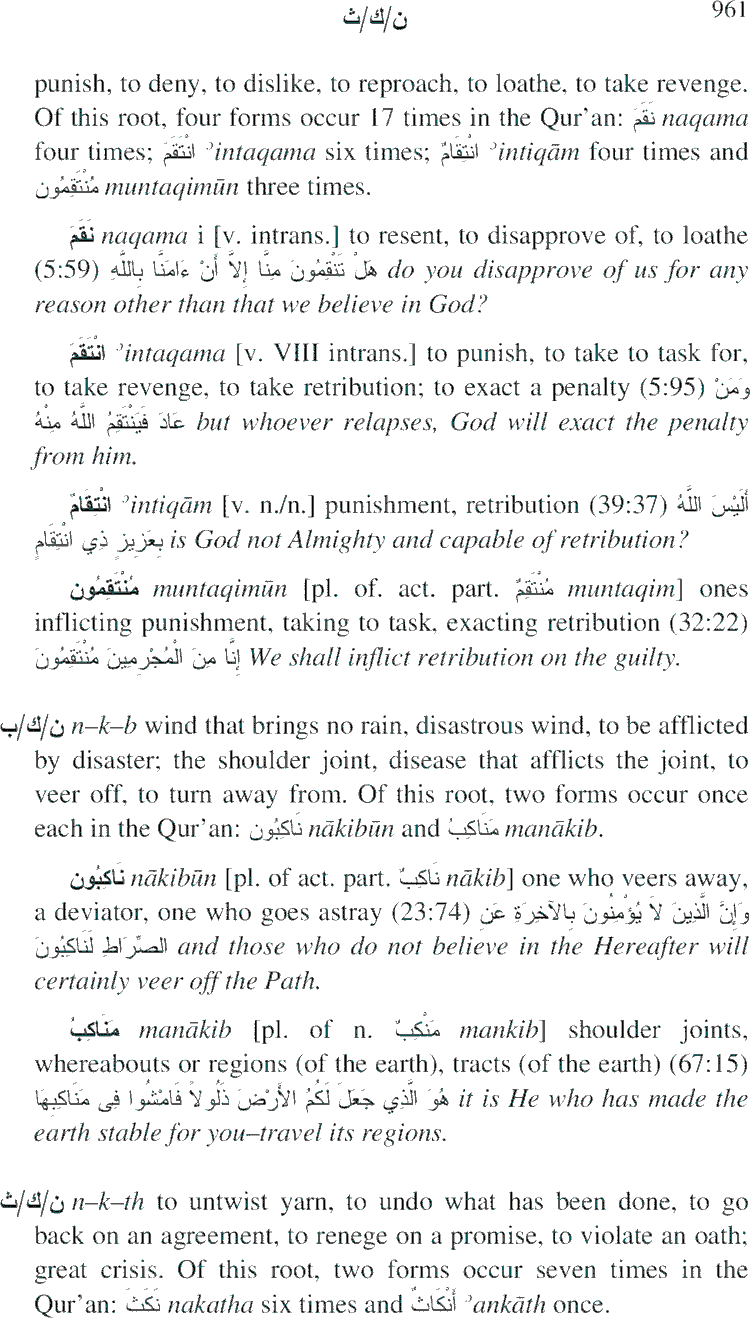 ن/ك/ث 961
punish, to deny, to dislike, to reproach, to loathe, to take revenge.
Of this root, four forms occur 17 times in the Qur'an: نَقَمَ naqama
four times; انْتَقَمَ ʾintaqama six times; انْتِقَامٌ ʾintiqām four times and
مُنْتَقِمُون muntaqimūn three times.
نَقَمَ naqama i [v. intrans.] to resent, to disapprove of, to loathe
(5:59) هَلْ تَنْقِمُونَ مِنَّا إِلاَّ أَنْ ءَامَنَّا بِاللَّهِ do you disapprove of us for any
reason other than that we believe in God?
انْتَقَمَ ʾintaqama [v. VIII intrans.] to punish, to take to task for,
to take revenge, to take retribution; to exact a penalty (5:95) وَمَنْ
عَادَ فَيَنْتَقِمُ اللَّهُ مِنْهُ but whoever relapses, God will exact the penalty
from him.
انْتِقَامٌ ʾintiqām [v. n./n.] punishment, retribution (39:37) أَلَيْسَ اللَّهُ
بِعَزِيزٍ ذِي انْتِقَامٍ is God not Almighty and capable of retribution?
مُنْتَقِمُون muntaqimūn [pl. of. act. part. مُنْتَقِمٌ muntaqim] ones
inflicting punishment, taking to task, exacting retribution (32:22)
إِنَّا مِنَ الْمُجْرِمِينَ مُنْتَقِمُونَ We shall inflict retribution on the guilty.
ن/ك/ب n–k–b wind that brings no rain, disastrous wind, to be afflicted
by disaster; the shoulder joint, disease that afflicts the joint, to
veer off, to turn away from. Of this root, two forms occur once
each in the Qur'an: نَاكِبُون nākibūn and مَنَاكِبُ manākib.
نَاكِبُون nākibūn [pl. of act. part. نَاكِبٌ nākib] one who veers away,
a deviator, one who goes astray (23:74) وَإِنَّ الَّذِينَ لاَ يُؤْمِنُونَ بِالآخِرَةِ عَنِ
الصِّرَاطِ لَنَاكِبُونَ and those who do not believe in the Hereafter will
certainly veer off the Path.
مَنَاكِبُ manākib [pl. of n. مَنْكِبٌ mankib] shoulder joints,
whereabouts or regions (of the earth), tracts (of the earth) (67:15)
هُوَ الَّذِي جَعَلَ لَكُمُ الأَرْضَ ذَلُولاً فَامْشُوا فِى مَنَاكِبِهَا it is He who has made the
earth stable for you–travel its regions.
ن/ك/ث n–k–th to untwist yarn, to undo what has been done, to go
back on an agreement, to renege on a promise, to violate an oath;
great crisis. Of this root, two forms occur seven times in the
Qur'an: نَكَثَ nakatha six times and أَنْكَاثٌ ʾankāth once.